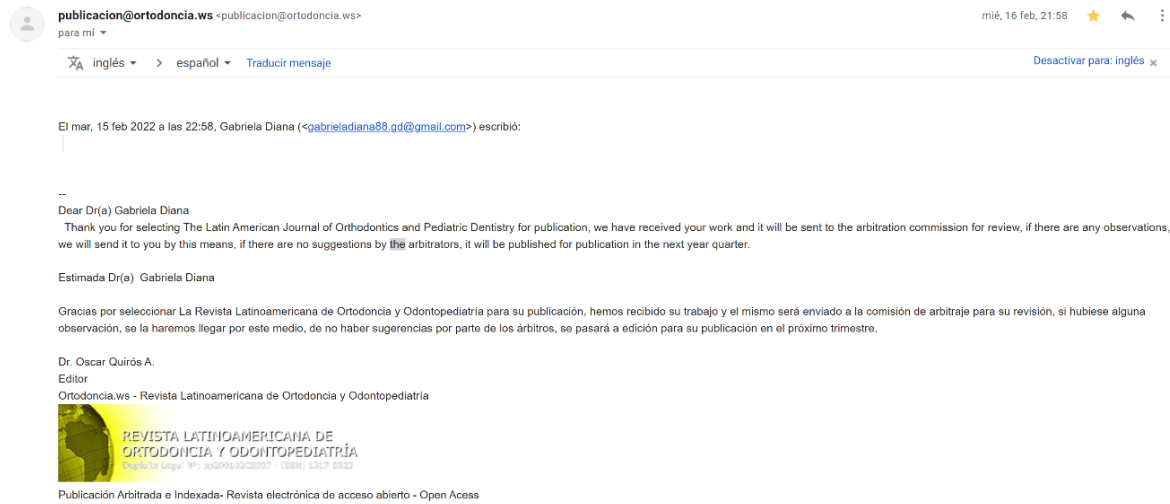 publicacion@ortodoncia.ws <publicacion@ortodoncia.ws>
mié, 16 feb, 21:58
para mí
inglés > español Traducir mensaje
Desactivar para: inglés x
El mar, 15 feb 2022 a las 22:58, Gabriela Diana (<gabrieladiana88.gd@gmail.com>) escribió:
--
Dear Dr(a) Gabriela Diana
Thank you for selecting The Latin American Journal of Orthodontics and Pediatric Dentistry for publication, we have received your work and it will be sent to the arbitration commission for review, if there are any observations,
we will send it to you by this means, if there are no suggestions by the arbitrators, it will be published for publication in the next year quarter.
Estimada Dr(a) Gabriela Diana
Gracias por seleccionar La Revista Latinoamericana de Ortodoncia y Odontopediatría para su publicación, hemos recibido su trabajo y el mismo será enviado a la comisión de arbitraje para su revisión, si hubiese alguna
observación, se la haremos llegar por este medio, de no haber sugerencias por parte de los árbitros, se pasará a edición para su publicación en el próximo trimestre.
Dr. Oscar Quirós A.
Editor
Ortodoncia.ws - Revista Latinoamericana de Ortodoncia y Odontopediatría
REVISTA LATINOAMERICANA DE
ORTODONCIA Y ODONTOPEDIATRÍA
Depósito Legal Nº:
Publicación Arbitrada e Indexada- Revista electrónica de acceso abierto - Open Acess